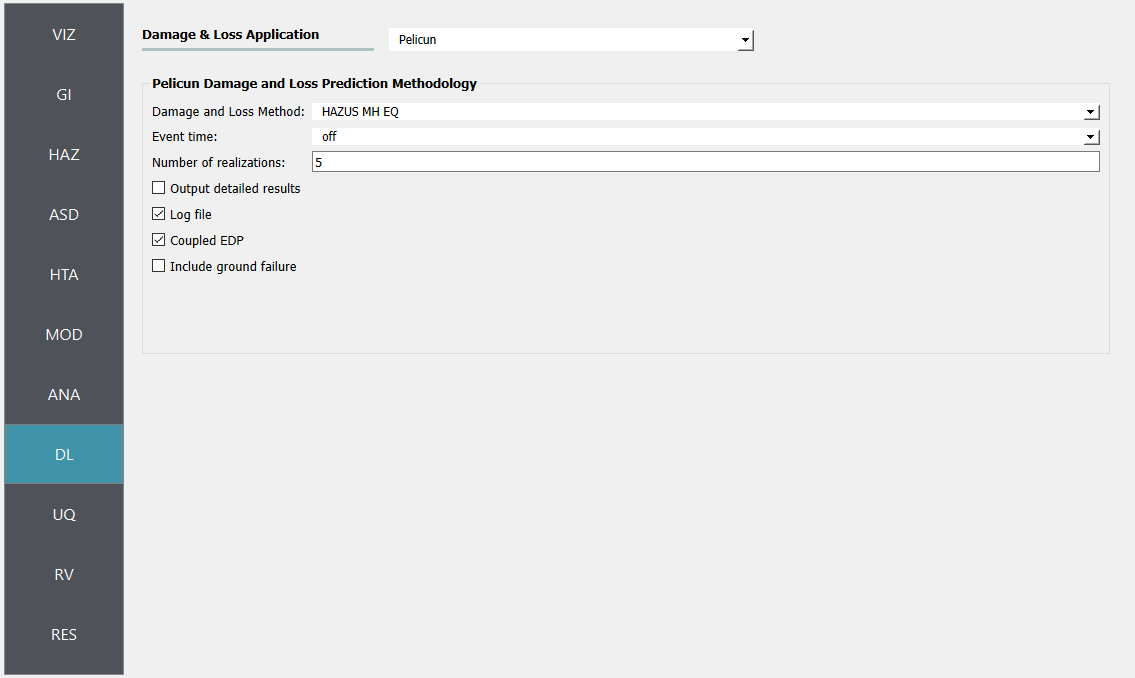 VIZ
GI
HAZ
ASD
HTA
MOD
ANA
DL
UQ
RV
RES
Damage & Loss Application Pelicun
Pelicun Damage and Loss Prediction Methodology
Damage and Loss Method: HAZUS MH EQ
Event time: off
Number of realizations: 5
Output detailed results
Log file
Coupled EDP
Include ground failure